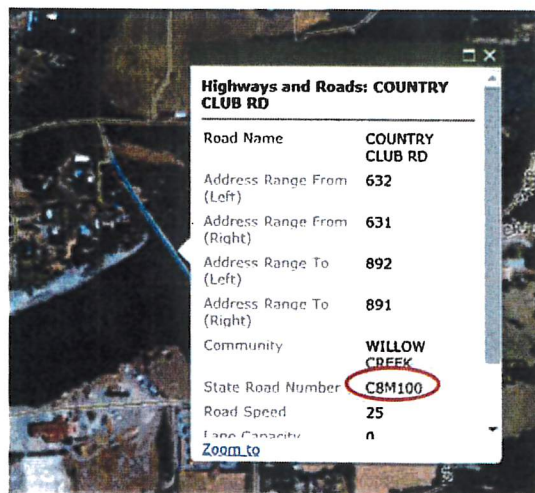 Highways and Roads: COUNTRY
CLUB RD
Road Name COUNTRY
CLUB RD
Address Range From 632
(Left)
Address Range From 631
(Right)
Address Range To 892
(Left)
Address Range To 891
(Right)
Community WILLOW
CREEK
State Road Number C8M100
Road Speed 25
Lane Capacity 0
Zoom to